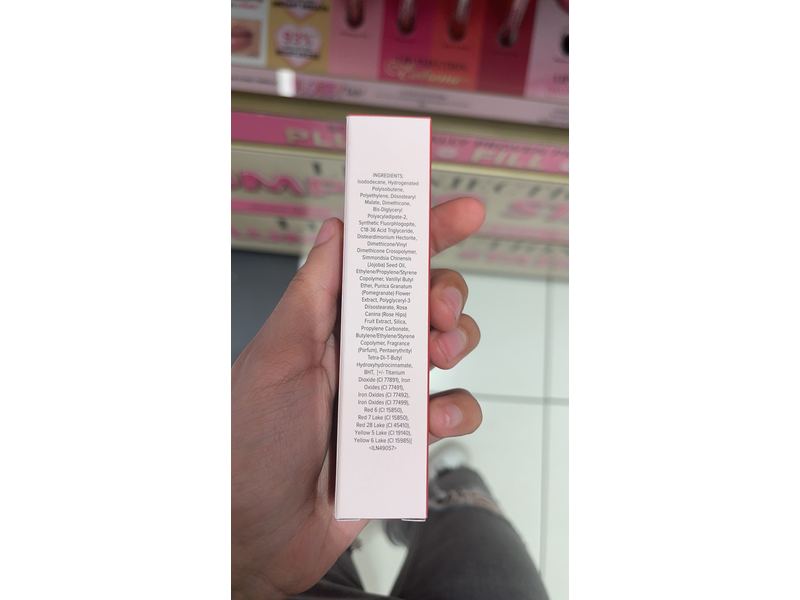 93%
Extreme
PLUMP & FILL
INGREDIENTS:
Isododecane, Hydrogenated
Polyisobutene,
Polyethylene, Diisostearyl
Malate, Dimethicone,
Bis-Diglyceryl
Polyacyladipate-2,
Synthetic Fluorphlogopite,
C18-36 Acid Triglyceride,
Disteardimonium Hectorite,
Dimethicone/Vinyl
Dimethicone Crosspolymer,
Simmondsia Chinensis
(Jojoba) Seed Oil,
Ethylene/Propylene/Styrene
Copolymer, Vanillyl Butyl
Ether, Punica Granatum
(Pomegranate) Flower
Extract, Polyglyceryl-3
Diisostearate, Rosa
Canina (Rose Hips)
Fruit Extract, Silica,
Propylene Carbonate,
Butylene/Ethylene/Styrene
Copolymer, Fragrance
(Parfum), Pentaerythrityl
Tetra-Di-T-Butyl
Hydroxyhydrocinnamate,
BHT, [+/- Titanium
Dioxide (CI 77891), Iron
Oxides (CI 77491),
Iron Oxides (CI 77492),
Iron Oxides (CI 77499),
Red 6 (CI 15850),
Red 7 Lake (CI 15850),
Red 28 Lake (CI 45410),
Yellow 5 Lake (CI 19140),
Yellow 6 Lake (CI 15985)]
<ILN49057>